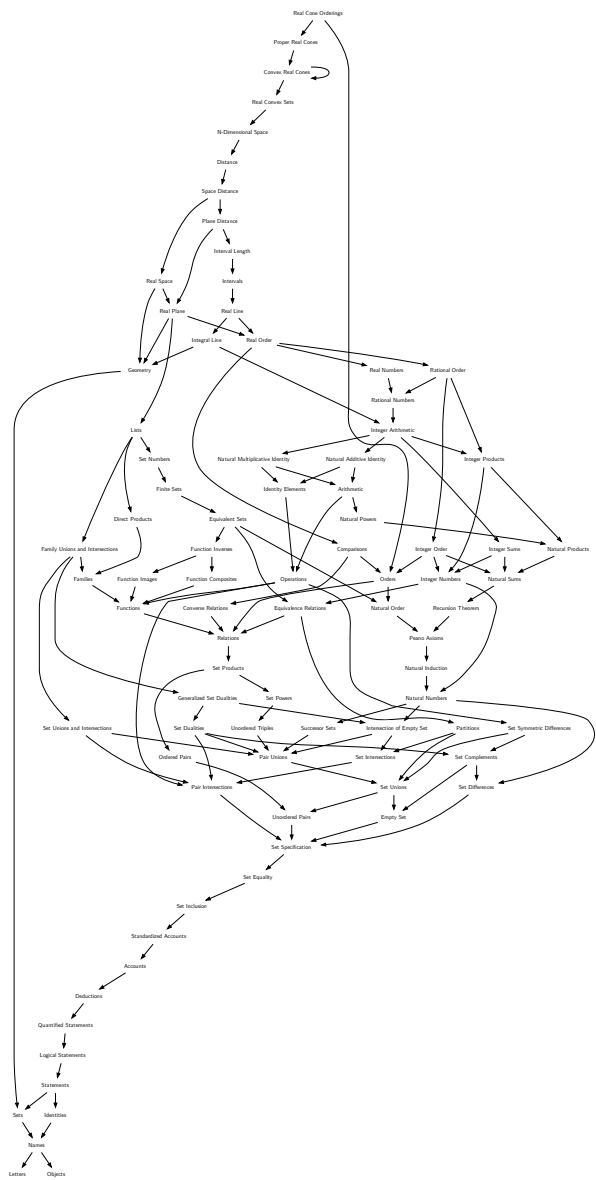 Real Cone Orderings
Proper Real Cones
Convex Real Cones
Real Convex Sets
N-Dimensional Space
Distance
Space Distance
Plane Distance
Interval Length
Real Space
Intervals
Real Plane
Real Line
Integral Line
Real Order
Geometry
Real Numbers
Rational Order
Rational Numbers
Lists
Integer Arithmetic
Set Numbers
Natural Multiplicative Identity
Natural Additive Identity
Integer Products
Finite Sets
Identity Elements
Arithmetic
Direct Products
Equivalent Sets
Natural Powers
Family Unions and Intersections
Function Inverses
Comparisons
Integer Order
Integer Sums
Natural Products
Families
Function Images
Function Composites
Operations
Orders
Integer Numbers
Natural Sums
Functions
Converse Relations
Equivalence Relations
Natural Order
Recursion Theorem
Relations
Peano Axioms
Set Products
Natural Induction
Generalized Set Dualities
Set Powers
Natural Numbers
Set Unions and Intersections
Set Dualities
Unordered Triples
Successor Sets
Intersection of Empty Set
Partitions
Set Symmetric Differences
Ordered Pairs
Pair Unions
Set Intersections
Set Complements
Pair Intersections
Set Unions
Set Differences
Unordered Pairs
Empty Set
Set Specification
Set Equality
Set Inclusion
Standardized Accounts
Accounts
Deductions
Quantified Statements
Logical Statements
Statements
Sets
Identities
Names
Letters
Objects